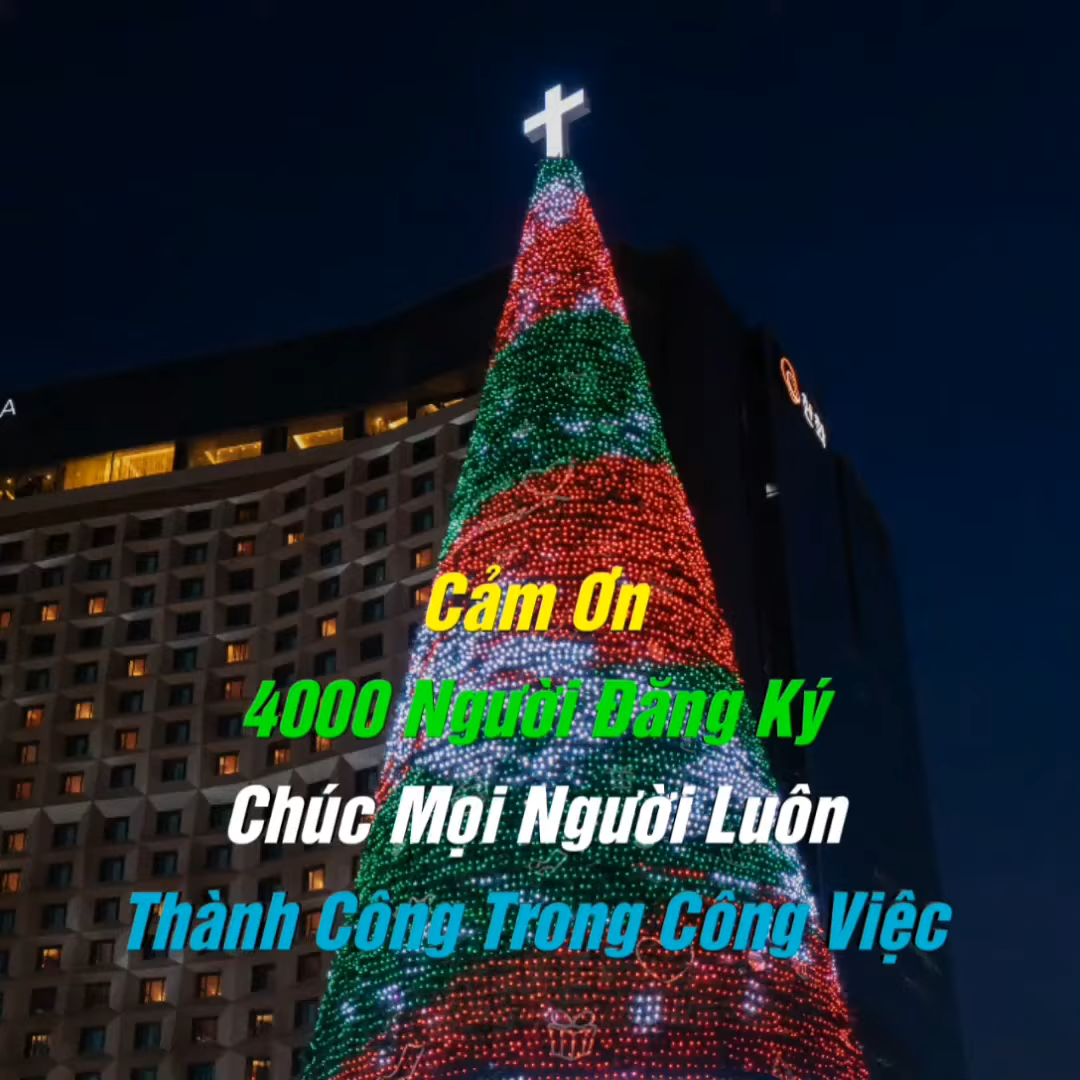 A
Cảm Ơn
4000 Người Đăng Ký
Chúc Mọi Người Luôn
Thành Công Trong Công Việc